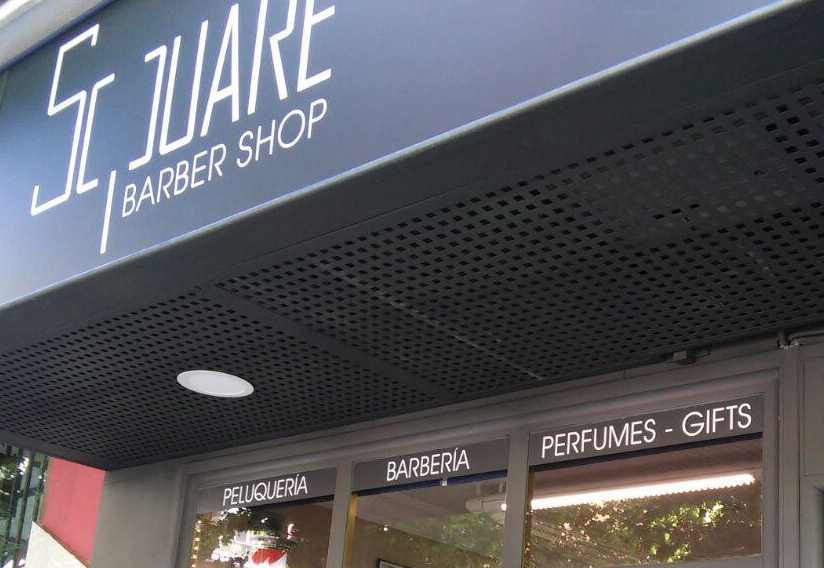 SQUARE
BARBER SHOP
PELUQUERÍA
BARBERÍA
PERFUMES - GIFTS